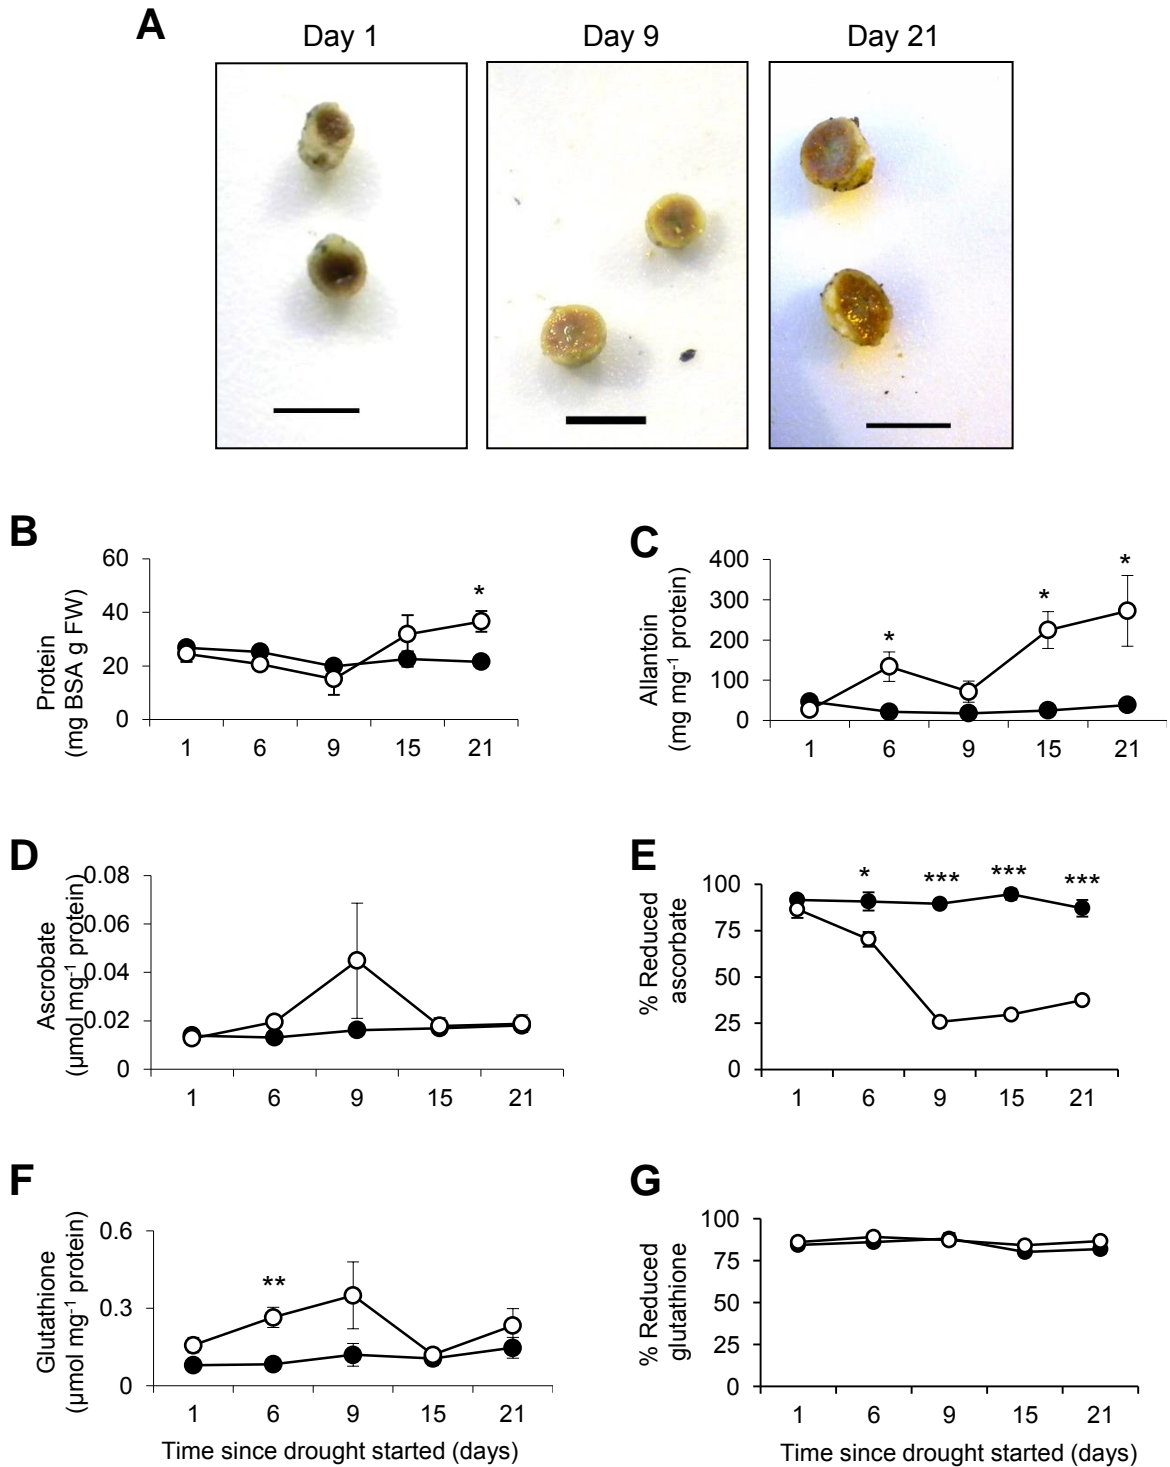 A
Day 1
Day 9
Day 21
B
Protein
(mg BSA g FW)
60
40
20
0
*
1 6 9 15 21
C
Allantoin
(mg mg-1 protein)
400
300
200
100
0
* * *
1 6 9 15 21
D
Ascrobate
(µmol mg-1 protein)
0.08
0.06
0.04
0.02
0
1 6 9 15 21
E
% Reduced
ascorbate
100
75
50
25
0
* *** *** ***
1 6 9 15 21
F
Glutathione
(µmol mg-1 protein)
0.6
0.3
0
**
1 6 9 15 21
Time since drought started (days)
G
% Reduced
glutathione
100
75
50
25
0
1 6 9 15 21
Time since drought started (days)